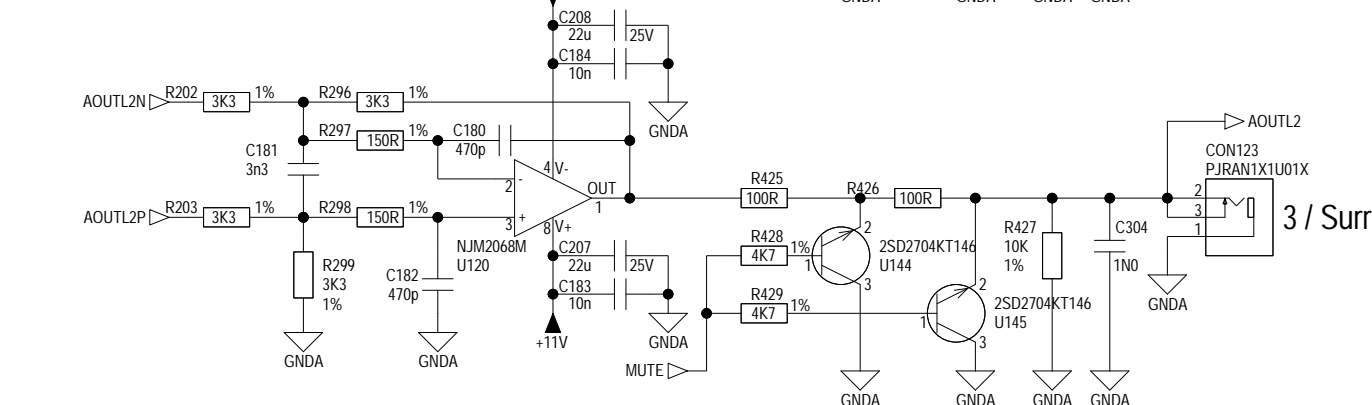 GNDA GNDA GNDA GNDA
C208
22u 25V
C184
10n
GNDA
AOUTL2N R202 3K3 1% R296 3K3 1%
R297 150R 1% C180
470p
C181
3n3
AOUTL2P R203 3K3 1% R298 150R 1%
4 V-
2 -
3 +
OUT
1
8 V+
NJM2068M
U120
R299
3K3
1%
C182
470p
C207
22u 25V
C183
10n
GNDA
GNDA
GNDA
+11V
R425
100R
R426
100R
R428
4K7 1%
1
2
3
2SD2704KT146
U144
R429
4K7 1%
1
2
3
2SD2704KT146
U145
MUTE
R427
10K
1%
C304
1N0
AOUTL2
CON123
PJRAN1X1U01X
2
3
1
3 / Surr
GNDA
GNDA GNDA GNDA GNDA